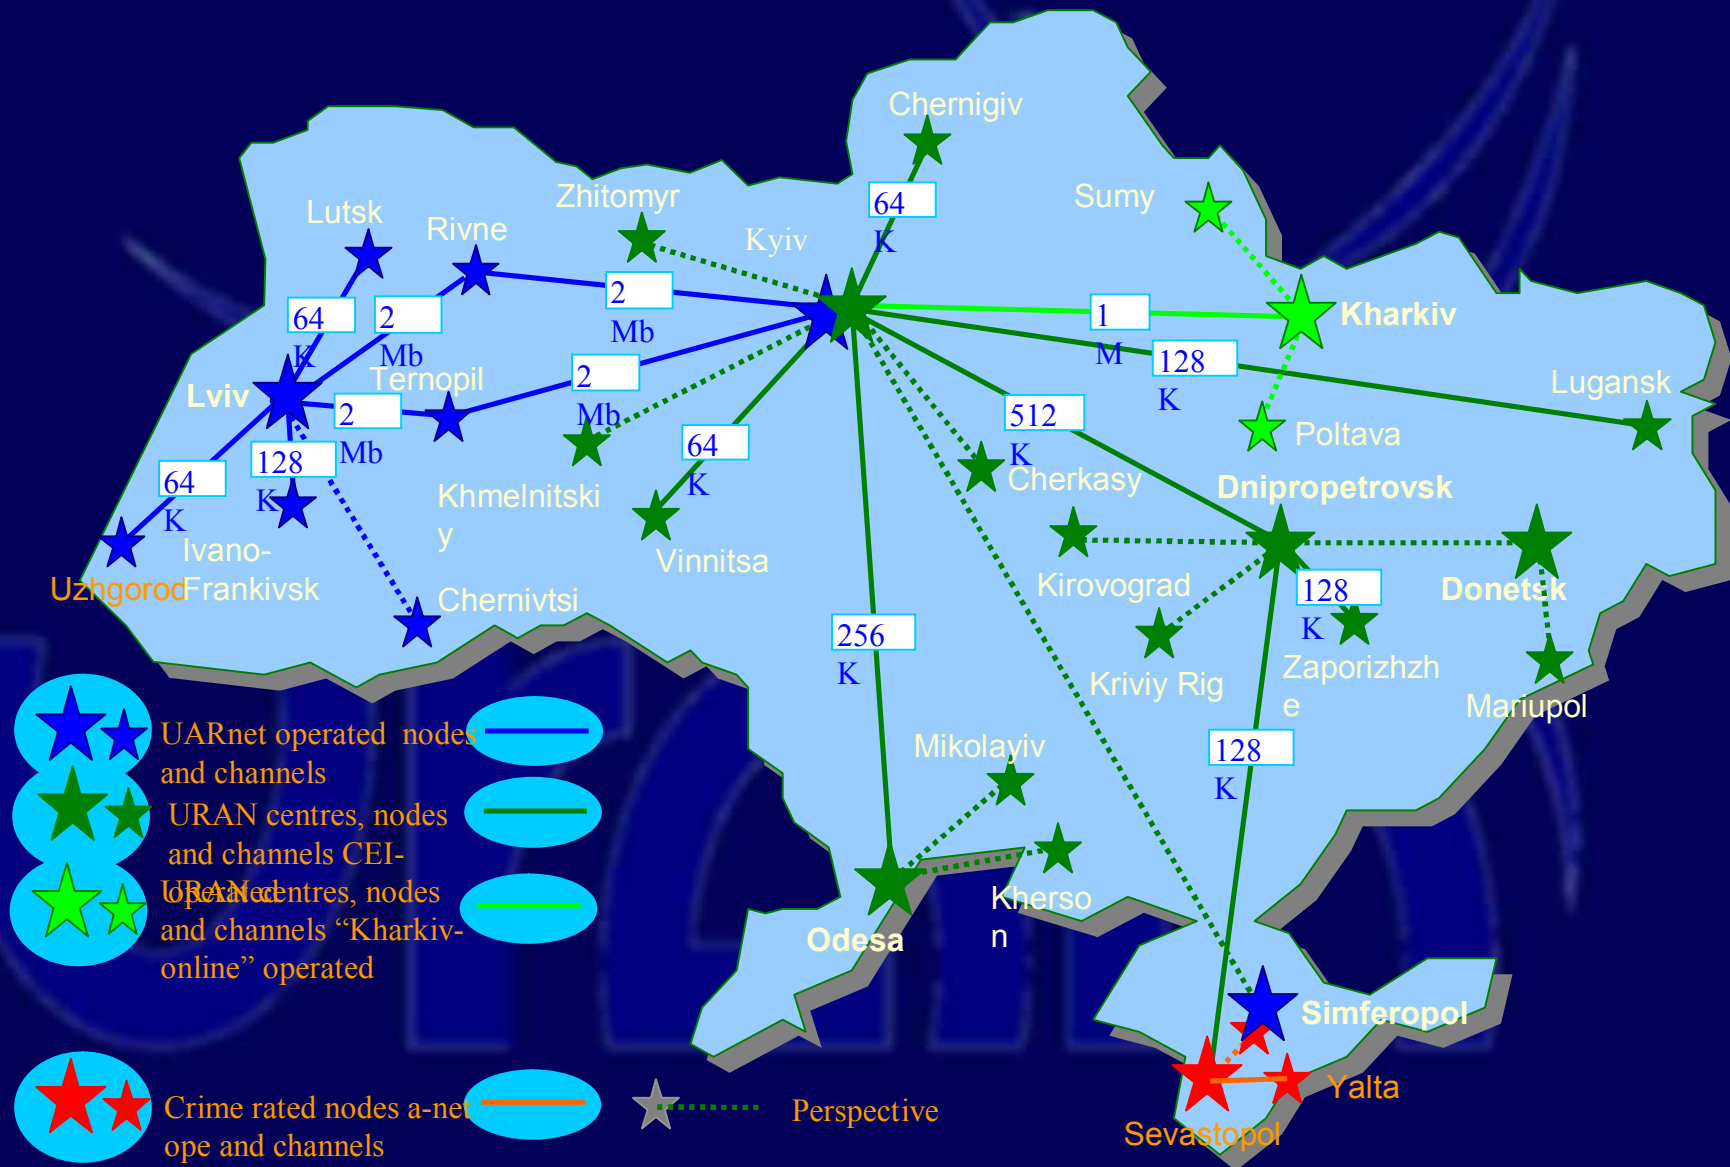 Chernigiv
Zhitomyr
Sumy
64
K
Lutsk
Rivne
Kyiv
2
Mb
64
K
2
Mb
1
M
Kharkiv
128
K
Ternopil
2
Mb
Lviv
2
Mb
512
K
Lugansk
64
K
128
K
Poltava
64
K
Cherkasy
Dnipropetrovsk
Khmelnitski
y
Ivano-
Frankivsk
Vinnitsa
Uzhgorod
Chernivtsi
Kirovograd
128
K
Donetsk
256
K
Kriviy Rig
Zaporizhzh
e
Mariupol
Mikolayiv
128
K
UARnet operated nodes
and channels
URAN centres, nodes
and channels CEI-
operated
URAN centres, nodes
and channels “Kharkiv-
online” operated
Kherso
n
Odesa
Simferopol
Yalta
Sevastopol
Crime rated nodes a-net
ope and channels
Perspective